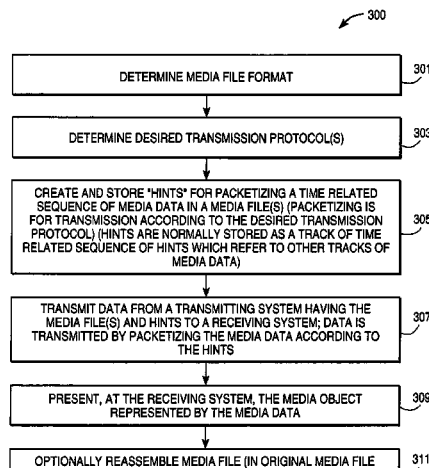 300
DETERMINE MEDIA FILE FORMAT
301
DETERMINE DESIRED TRANSMISSION PROTOCOL(S)
303
CREATE AND STORE "HINTS" FOR PACKETIZING A TIME RELATED
SEQUENCE OF MEDIA DATA IN A MEDIA FILE(S) (PACKETIZING IS
FOR TRANSMISSION ACCORDING TO THE DESIRED TRANSMISSION
PROTOCOL) (HINTS ARE NORMALLY STORED AS A TRACK OF TIME
RELATED SEQUENCE OF HINTS WHICH REFER TO OTHER TRACKS OF
MEDIA DATA)
305
TRANSMIT DATA FROM A TRANSMITTING SYSTEM HAVING THE
MEDIA FILE(S) AND HINTS TO A RECEIVING SYSTEM; DATA IS
TRANSMITTED BY PACKETIZING THE MEDIA DATA ACCORDING TO
THE HINTS
307
PRESENT, AT THE RECEIVING SYSTEM, THE MEDIA OBJECT
REPRESENTED BY THE MEDIA DATA
309
OPTIONALLY REASSEMBLE MEDIA FILE (IN ORIGINAL MEDIA FILE
311